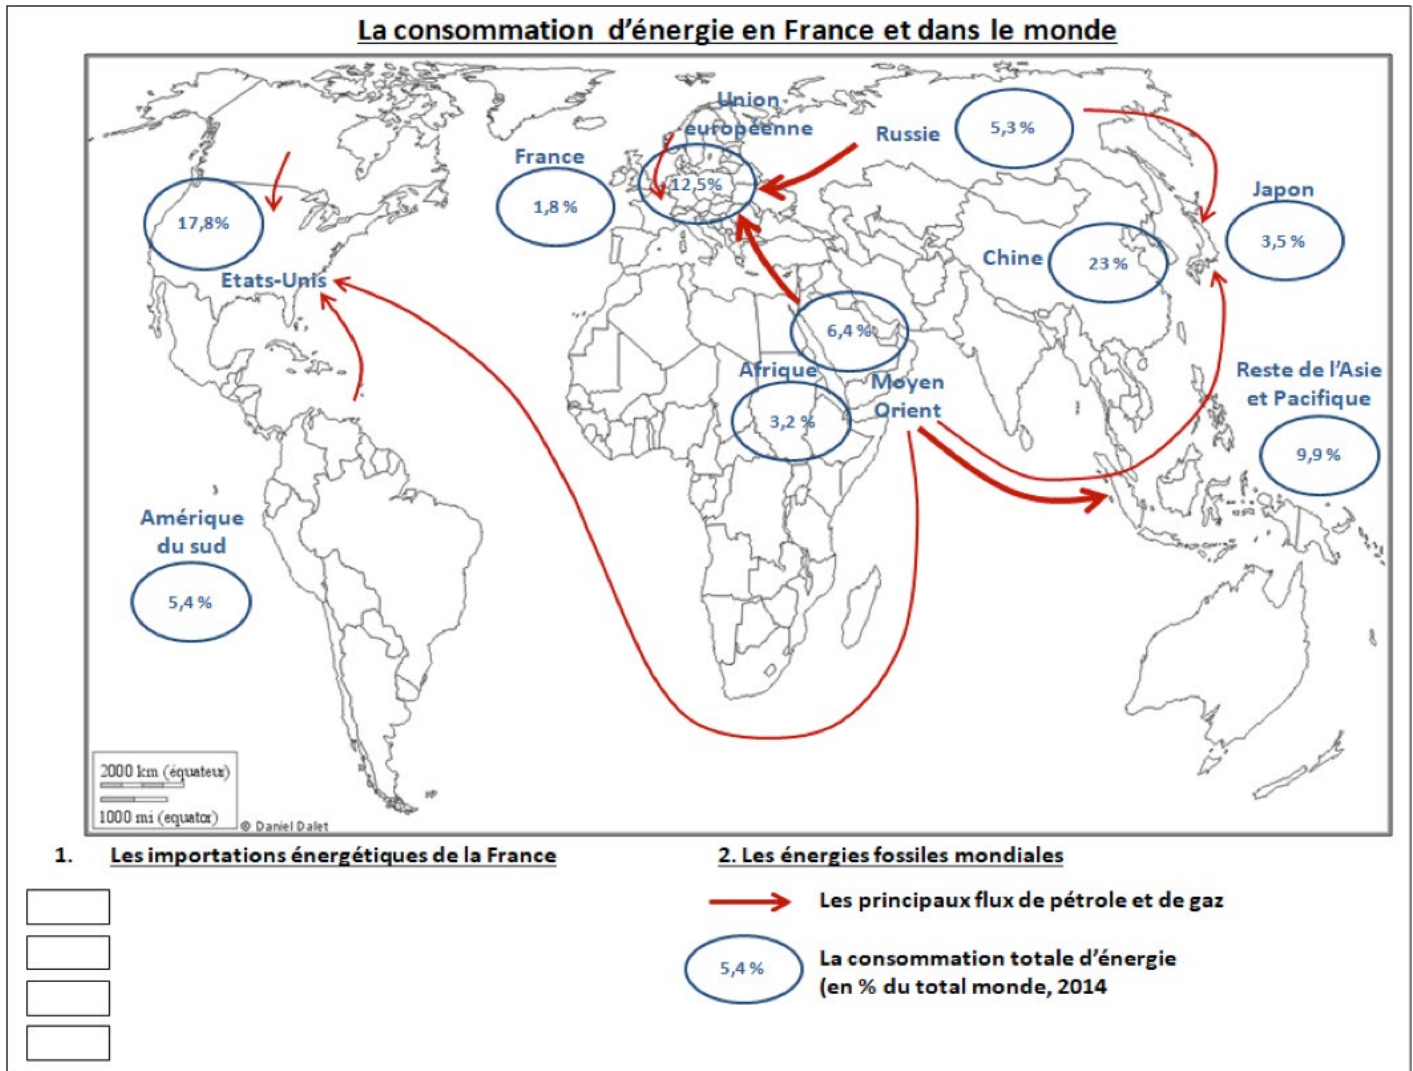 La consommation d'énergie en France et dans le monde
Union
européenne
Russie
5,3 %
France
12,5%
1,8 %
Japon
3,5 %
17,8%
Etats-Unis
Chine
23 %
6,4 %
Afrique
Moyen
Orient
3,2 %
Reste de l'Asie
et Pacifique
9,9 %
Amérique
du sud
5,4 %
2000 km (équateur)
1000 mi (equator)
© Daniel Dalet
1. Les importations énergétiques de la France
2. Les énergies fossiles mondiales
Les principaux flux de pétrole et de gaz
5,4 %
La consommation totale d'énergie
(en % du total monde, 2014